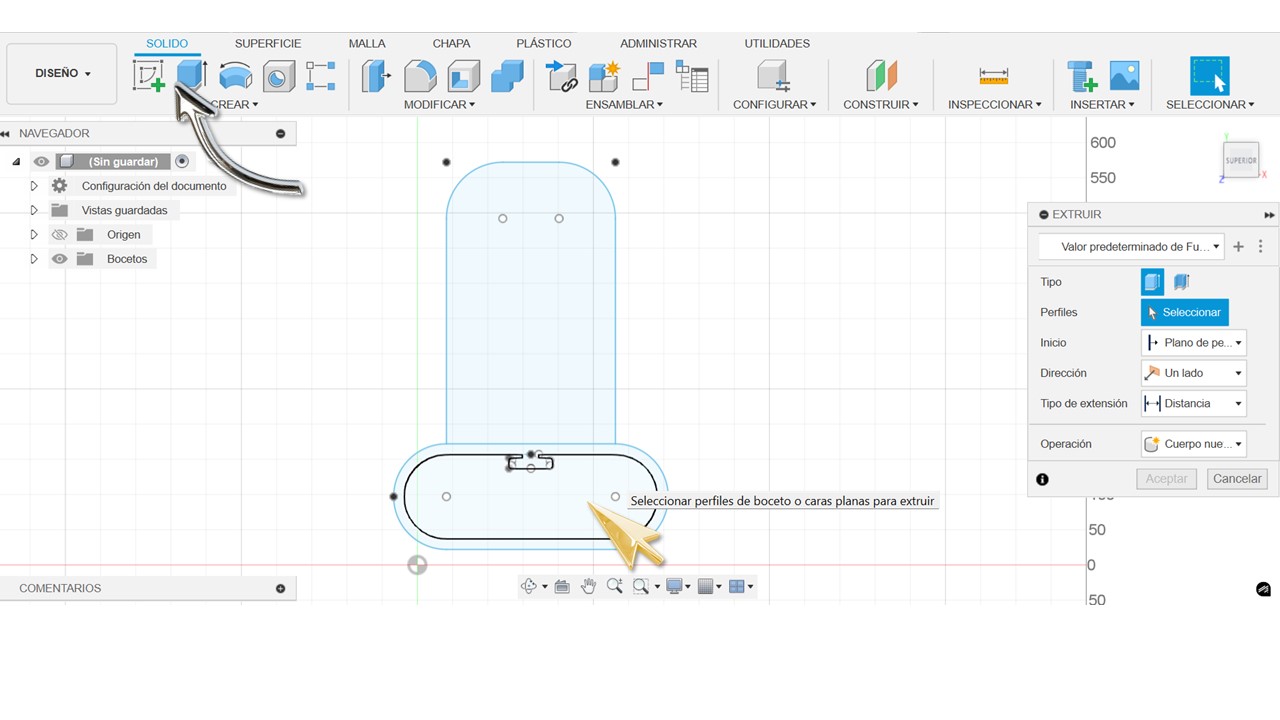 SOLIDO
SUPERFICIE
MALLA
CHAPA
PLÁSTICO
ADMINISTRAR
UTILIDADES
DISEÑO
CREAR
MODIFICAR
ENSAMBLAR
CONFIGURAR
CONSTRUIR
INSPECCIONAR
INSERTAR
SELECCIONAR
NAVEGADOR
(Sin guardar)
Configuración del documento
Vistas guardadas
Origen
Bocetos
600
550
SUPERIOR
Y
X
Z
EXTRUIR
Valor predeterminado de Fu...
Tipo
Perfiles Seleccionar
Inicio Plano de pe...
Dirección Un lado
Tipo de extensión Distancia
Operación Cuerpo nue...
Aceptar Cancelar
Seleccionar perfiles de boceto o caras planas para extruir
50
0
50
COMENTARIOS